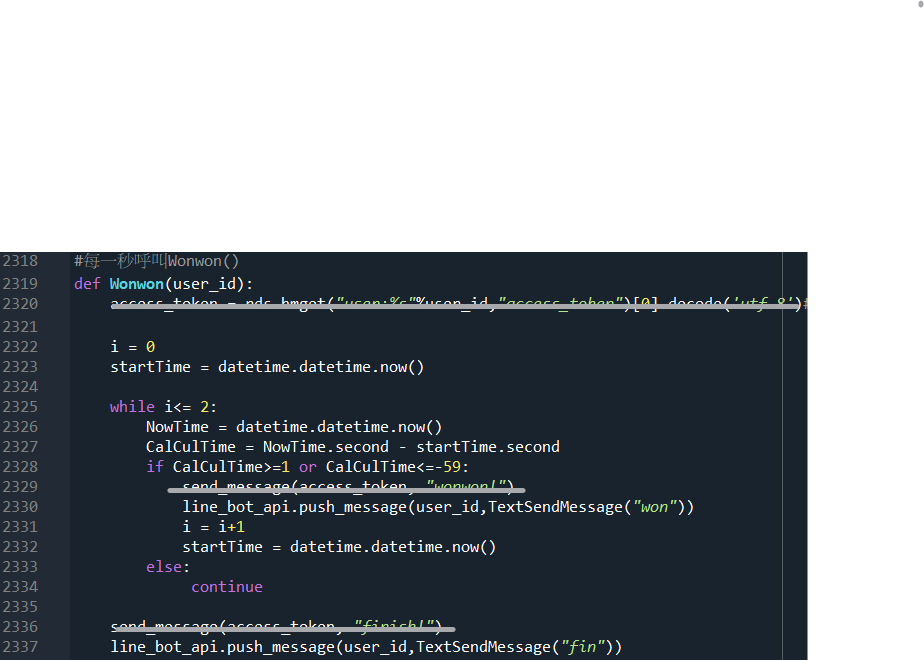 2318 #每一秒呼叫Wonwon()
2319 def Wonwon(user_id):
2320 access_token = rds.hmget("user:%s"%user_id,"access_token")[0].decode('utf-8')#
2321
2322 i = 0
2323 startTime = datetime.datetime.now()
2324
2325 while i<= 2:
2326 NowTime = datetime.datetime.now()
2327 CalCulTime = NowTime.second - startTime.second
2328 if CalCulTime>=1 or CalCulTime<=-59:
2329 send_message(access_token, "wonwon!")
2330 line_bot_api.push_message(user_id,TextSendMessage("won"))
2331 i = i+1
2332 startTime = datetime.datetime.now()
2333 else:
2334 continue
2335
2336 send_message(access_token, "finish!")
2337 line_bot_api.push_message(user_id,TextSendMessage("fin"))